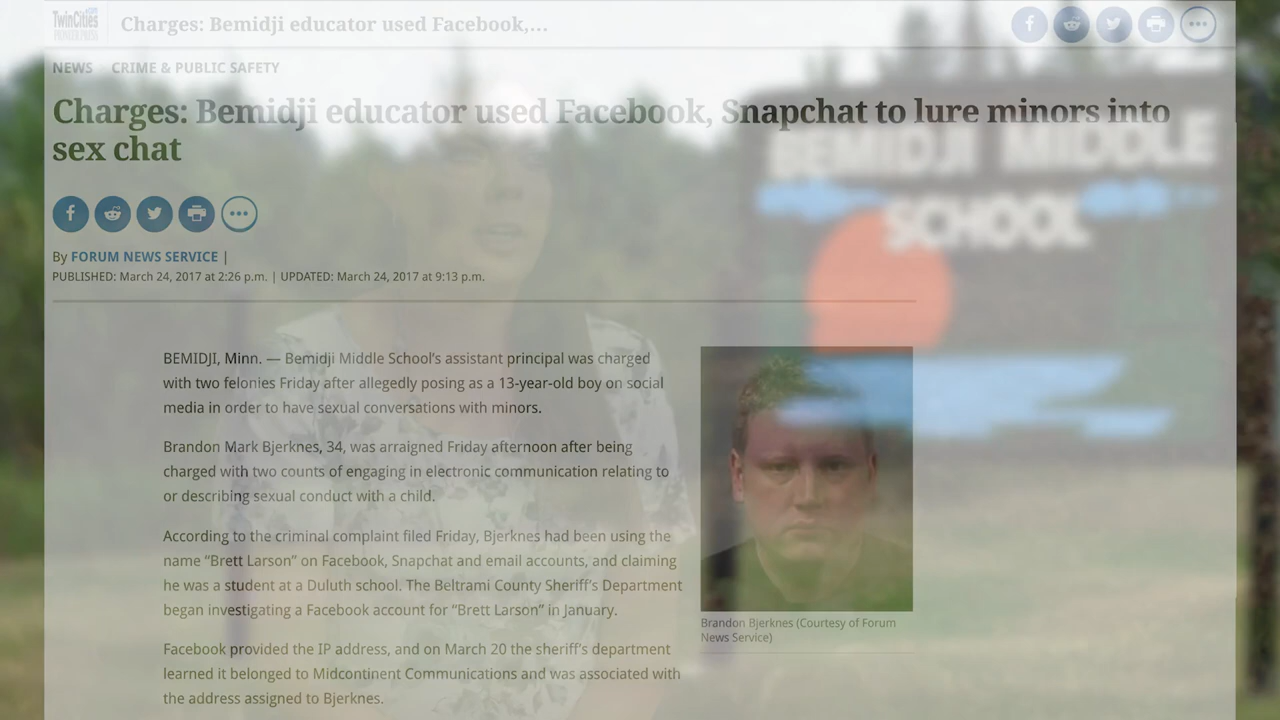 TwinCities
PIONEER PRESS
Charges: Bemidji educator used Facebook,...
NEWS CRIME & PUBLIC SAFETY
Charges: Bemidji educator used Facebook, Snapchat to lure minors into
sex chat
By FORUM NEWS SERVICE |
PUBLISHED: March 24, 2017 at 2:26 p.m. | UPDATED: March 24, 2017 at 9:13 p.m.
BEMIDJI MIDDLE
SCHOOL
BEMIDJI, Minn. — Bemidji Middle School's assistant principal was charged
with two felonies Friday after allegedly posing as a 13-year-old boy on social
media in order to have sexual conversations with minors.
Brandon Mark Bjerknes, 34, was arraigned Friday afternoon after being
charged with two counts of engaging in electronic communication relating to
or describing sexual conduct with a child.
According to the criminal complaint filed Friday, Bjerknes had been using the
name “Brett Larson” on Facebook, Snapchat and email accounts, and claiming
he was a student at a Duluth school. The Beltrami County Sheriff's Department
began investigating a Facebook account for “Brett Larson” in January.
Facebook provided the IP address, and on March 20 the sheriff's department
learned it belonged to Midcontinent Communications and was associated with
the address assigned to Bjerknes.
Brandon Bjerknes (Courtesy of Forum
News Service)